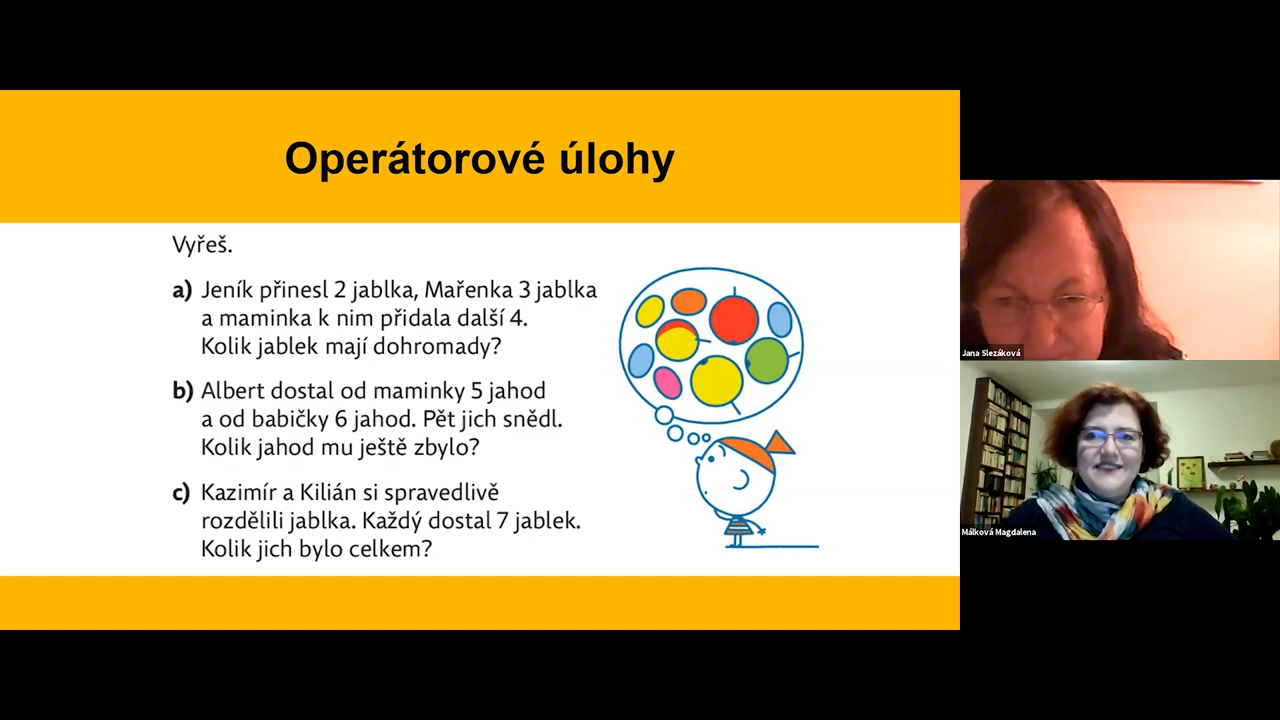 Operátorové úlohy
Vyřeš.
a) Jeník přinesl 2 jablka, Mařenka 3 jablka
a maminka k nim přidala další 4.
Kolik jablek mají dohromady?
b) Albert dostal od maminky 5 jahod
a od babičky 6 jahod. Pět jich snědl.
Kolik jahod mu ještě zbylo?
c) Kazimír a Kilián si spravedlivě
rozdělili jablka. Každý dostal 7 jablek.
Kolik jich bylo celkem?
Jana Slezáková
Málková Magdalena